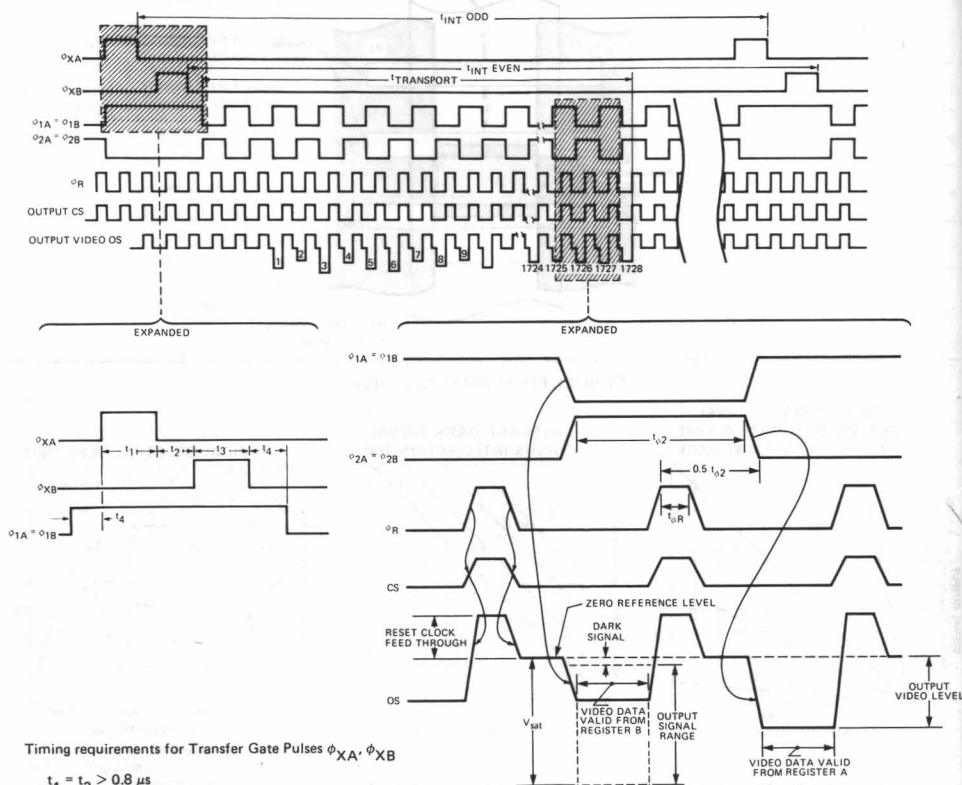 tINT ODD
φXA
tINT EVEN
tTRANSPORT
φXB
φ1A = φ1B
φ2A = φ2B
φR
OUTPUT CS
OUTPUT VIDEO OS
1 2 3 4 5 6 7 8 9 1724 1725 1726 1727 1728
EXPANDED
EXPANDED
φXA
t1 t2 t3 t4
φXB
t4
φ1A = φ1B
φ1A = φ1B
tφ2
φ2A = φ2B
0.5 tφ2
φR
tφR
CS
ZERO REFERENCE LEVEL
RESET CLOCK
FEED THROUGH
DARK
SIGNAL
OS
Vsat
VIDEO DATA
VALID FROM
REGISTER B
OUTPUT
SIGNAL
RANGE
OUTPUT
VIDEO LEVEL
VIDEO DATA VALID
FROM REGISTER A
Timing requirements for Transfer Gate Pulses φXA, φXB